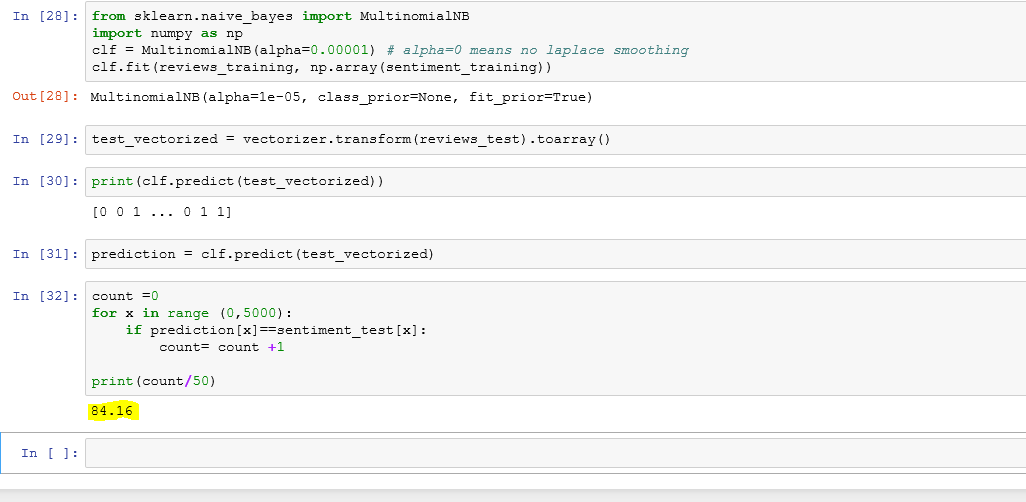 In [28]: from sklearn.naive_bayes import MultinomialNB
import numpy as np
clf = MultinomialNB(alpha=0.00001) # alpha=0 means no laplace smoothing
clf.fit(reviews_training, np.array(sentiment_training))
Out[28]: MultinomialNB(alpha=1e-05, class_prior=None, fit_prior=True)
In [29]: test_vectorized = vectorizer.transform(reviews_test).toarray()
In [30]: print(clf.predict(test_vectorized))
[0 0 1 ... 0 1 1]
In [31]: prediction = clf.predict(test_vectorized)
In [32]: count =0
for x in range (0,5000):
    if prediction[x]==sentiment_test[x]:
        count= count +1
print(count/50)
84.16
In [ ]: